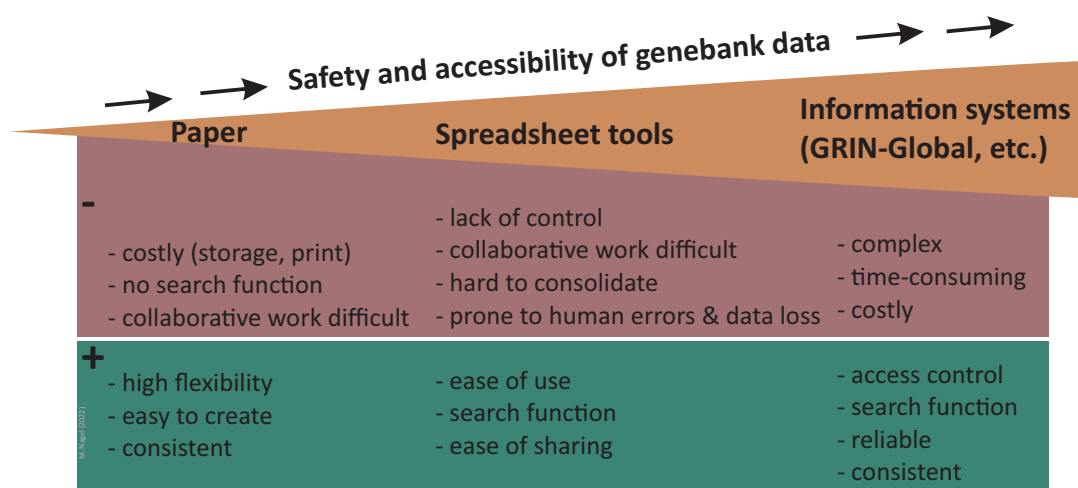 Safety and accessibility of genebank data
Paper
Spreadsheet tools
Information systems
(GRIN-Global, etc.)
-
- costly (storage, print)
- no search function
- collaborative work difficult
- lack of control
- collaborative work difficult
- hard to consolidate
- prone to human errors & data loss
- complex
- time-consuming
- costly
+
- high flexibility
- easy to create
- consistent
- ease of use
- search function
- ease of sharing
- access control
- search function
- reliable
- consistent
M. Nagel (2022)